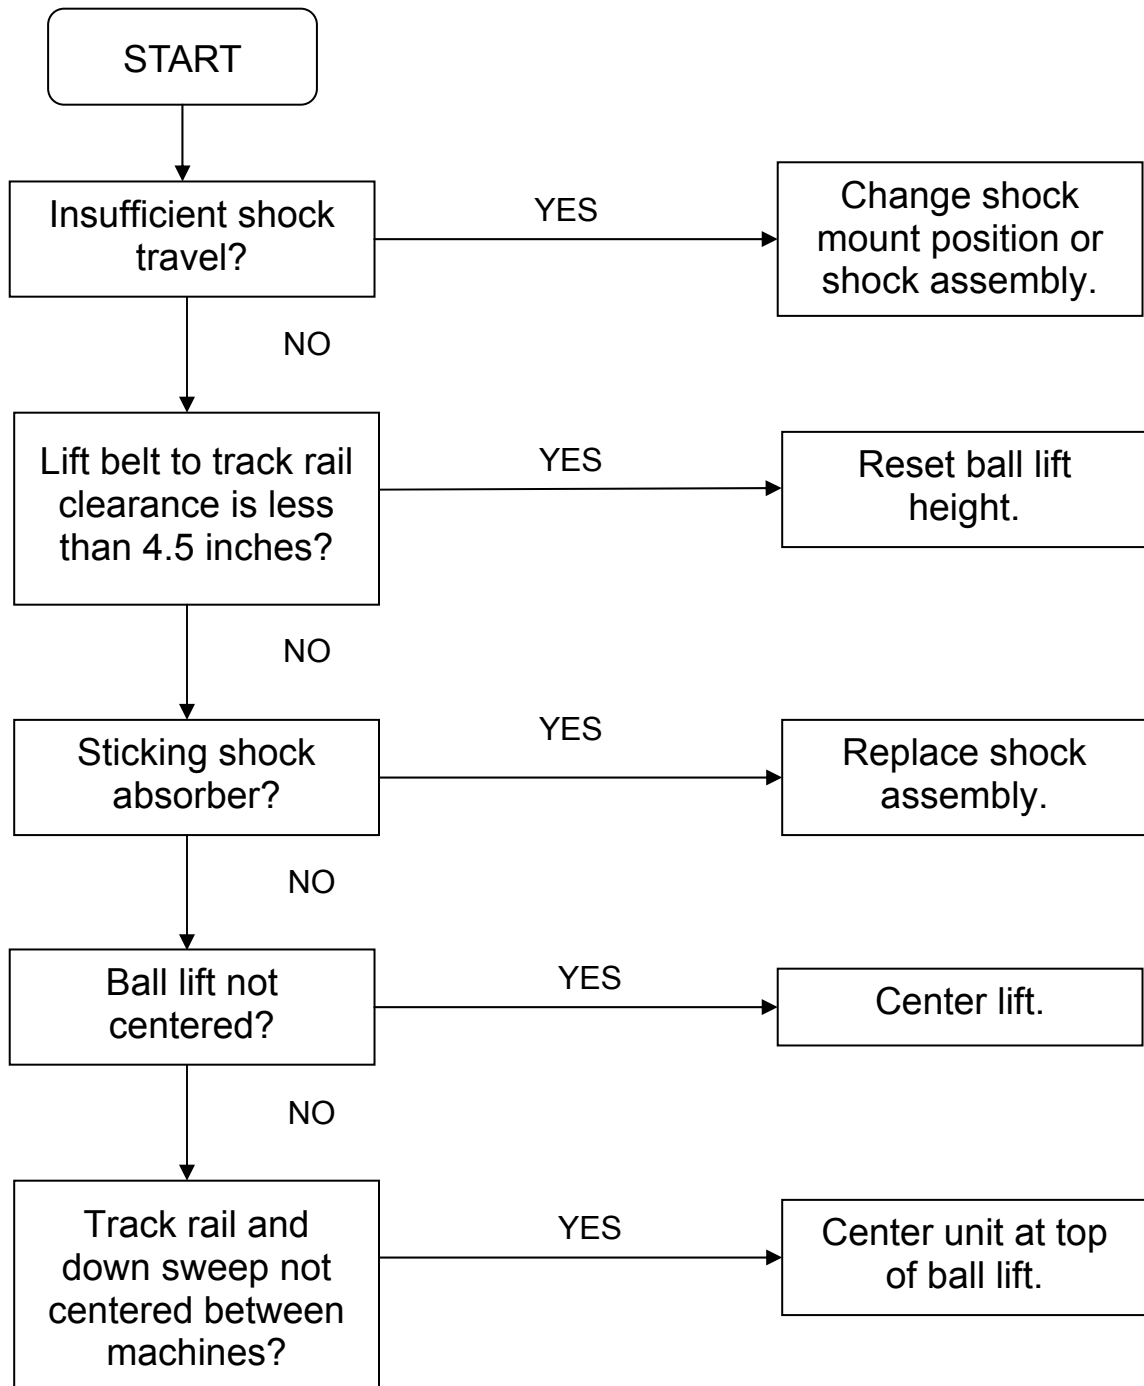 START
Insufficient shock
travel?
YES
Change shock
mount position or
shock assembly.
NO
Lift belt to track rail
clearance is less
than 4.5 inches?
YES
Reset ball lift
height.
NO
Sticking shock
absorber?
YES
Replace shock
assembly.
NO
Ball lift not
centered?
YES
Center lift.
NO
Track rail and
down sweep not
centered between
machines?
YES
Center unit at top
of ball lift.